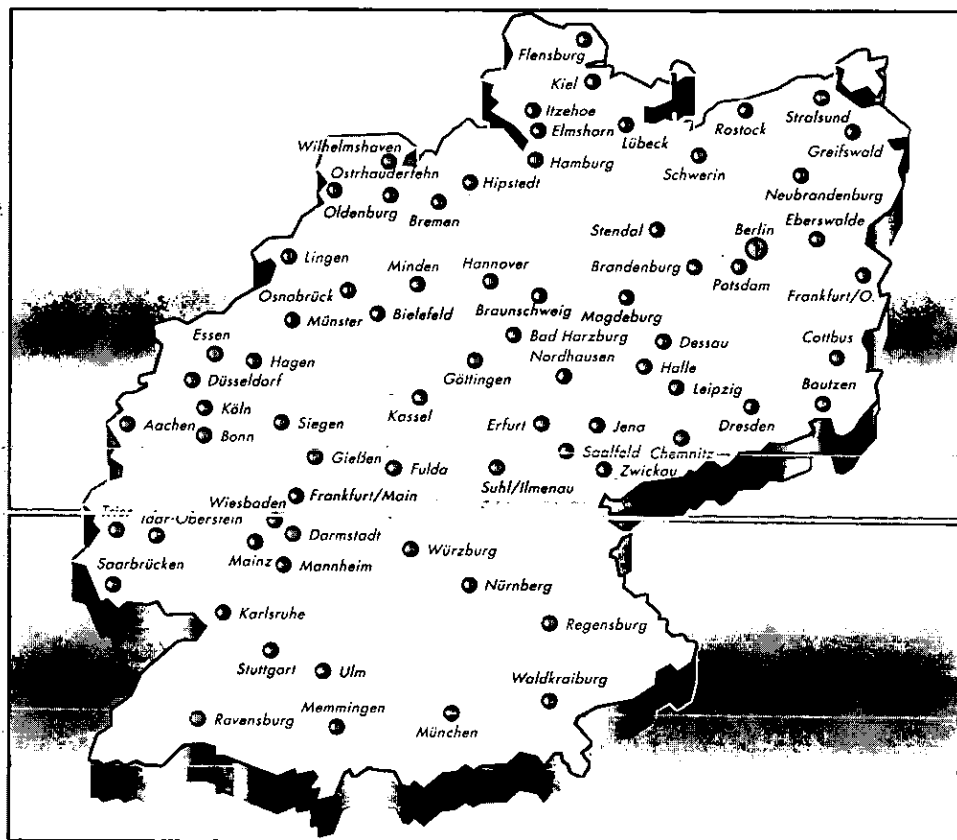 Flensburg
Kiel
Itzehoe
Elmshorn
Lübeck
Rostock
Stralsund
Greifswald
Wilhelmshaven
Hamburg
Schwerin
Ostrhauderfehn
Hipstedt
Neubrandenburg
Oldenburg
Bremen
Stendal
Berlin
Eberswalde
Lingen
Minden
Hannover
Brandenburg
Potsdam
Frankfurt/O.
Osnabrück
Münster
Bielefeld
Braunschweig
Magdeburg
Essen
Bad Harzburg
Dessau
Cottbus
Hagen
Göttingen
Nordhausen
Halle
Düsseldorf
Leipzig
Bautzen
Köln
Kassel
Dresden
Aachen
Bonn
Siegen
Erfurt
Jena
Chemnitz
Gießen
Fulda
Saalfeld
Suhl/Ilmenau
Zwickau
Wiesbaden
Frankfurt/Main
Trier
Idar-Oberstein
Darmstadt
Mainz
Würzburg
Saarbrücken
Mannheim
Nürnberg
Karlsruhe
Regensburg
Stuttgart
Ulm
Waldkraiburg
Ravensburg
Memmingen
München